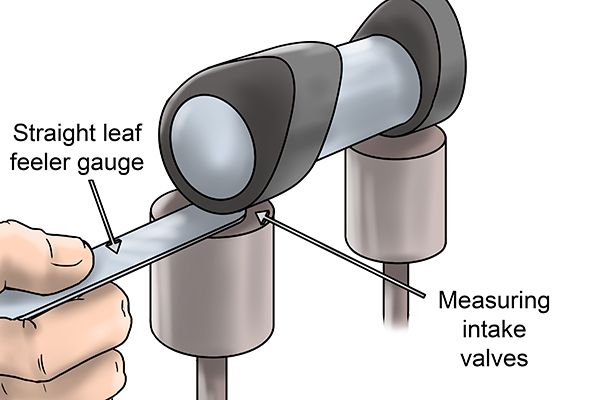 Straight leaf
feeler gauge
Measuring
intake
valves